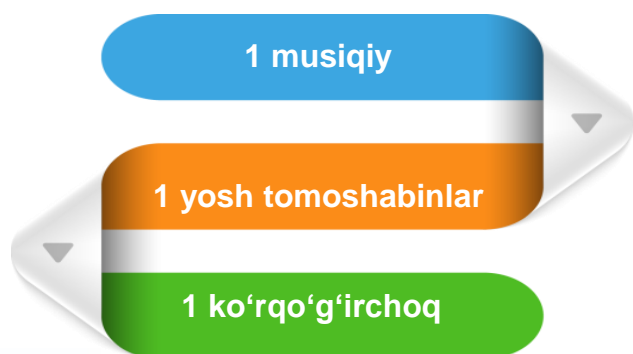 1 musiqiy
1 yosh tomoshabinlar
1 ko‘rqo‘g‘irchoq